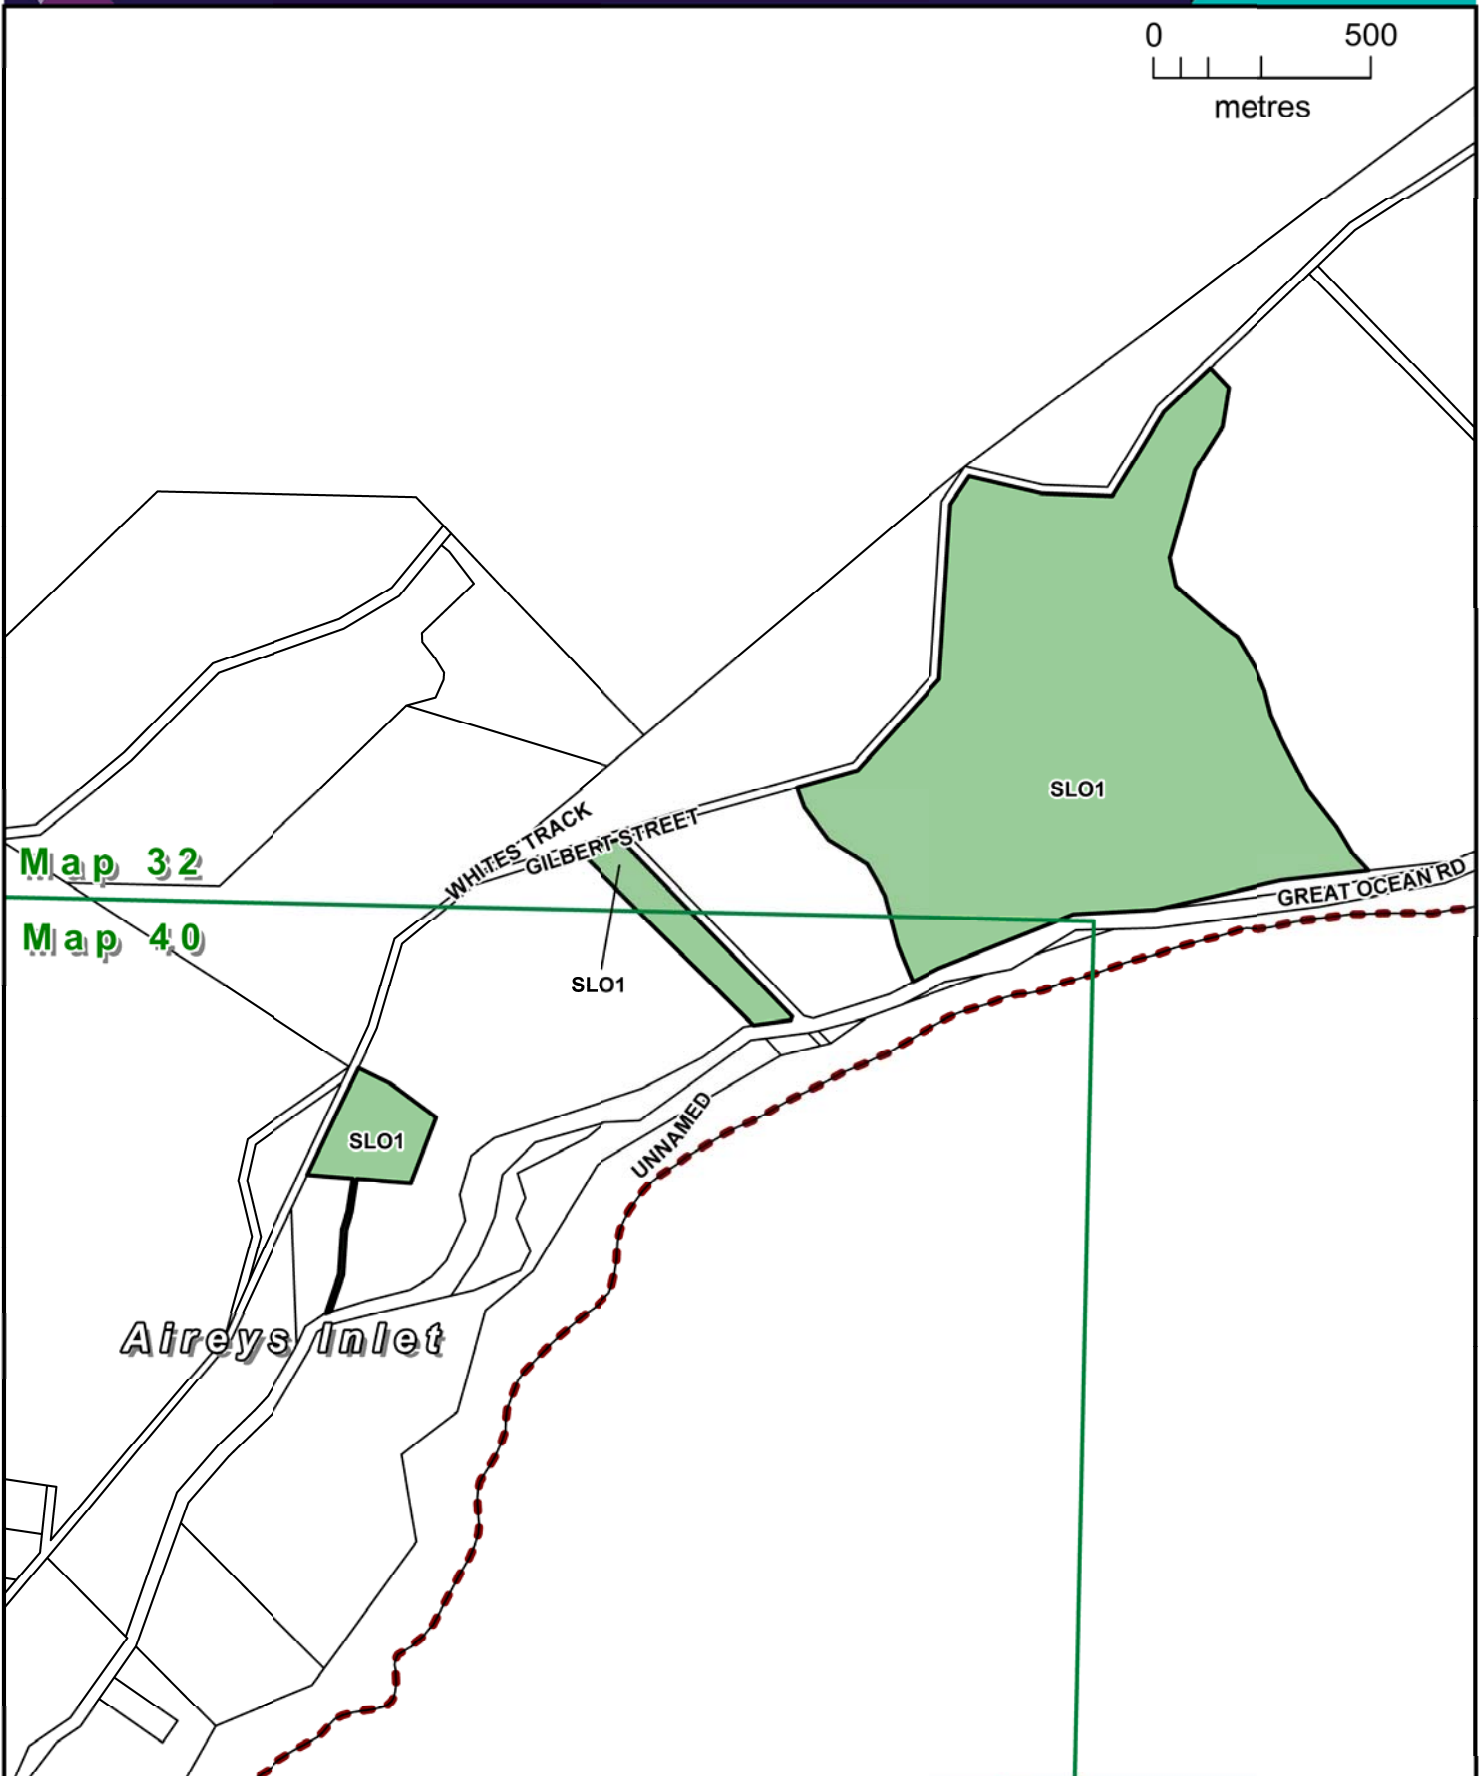 0 500
metres
SLO1
WHITES TRACK
GILBERT STREET
Map 32
GREAT OCEAN RD
Map 40
SLO1
UNNAMED
SLO1
Aireys Inlet